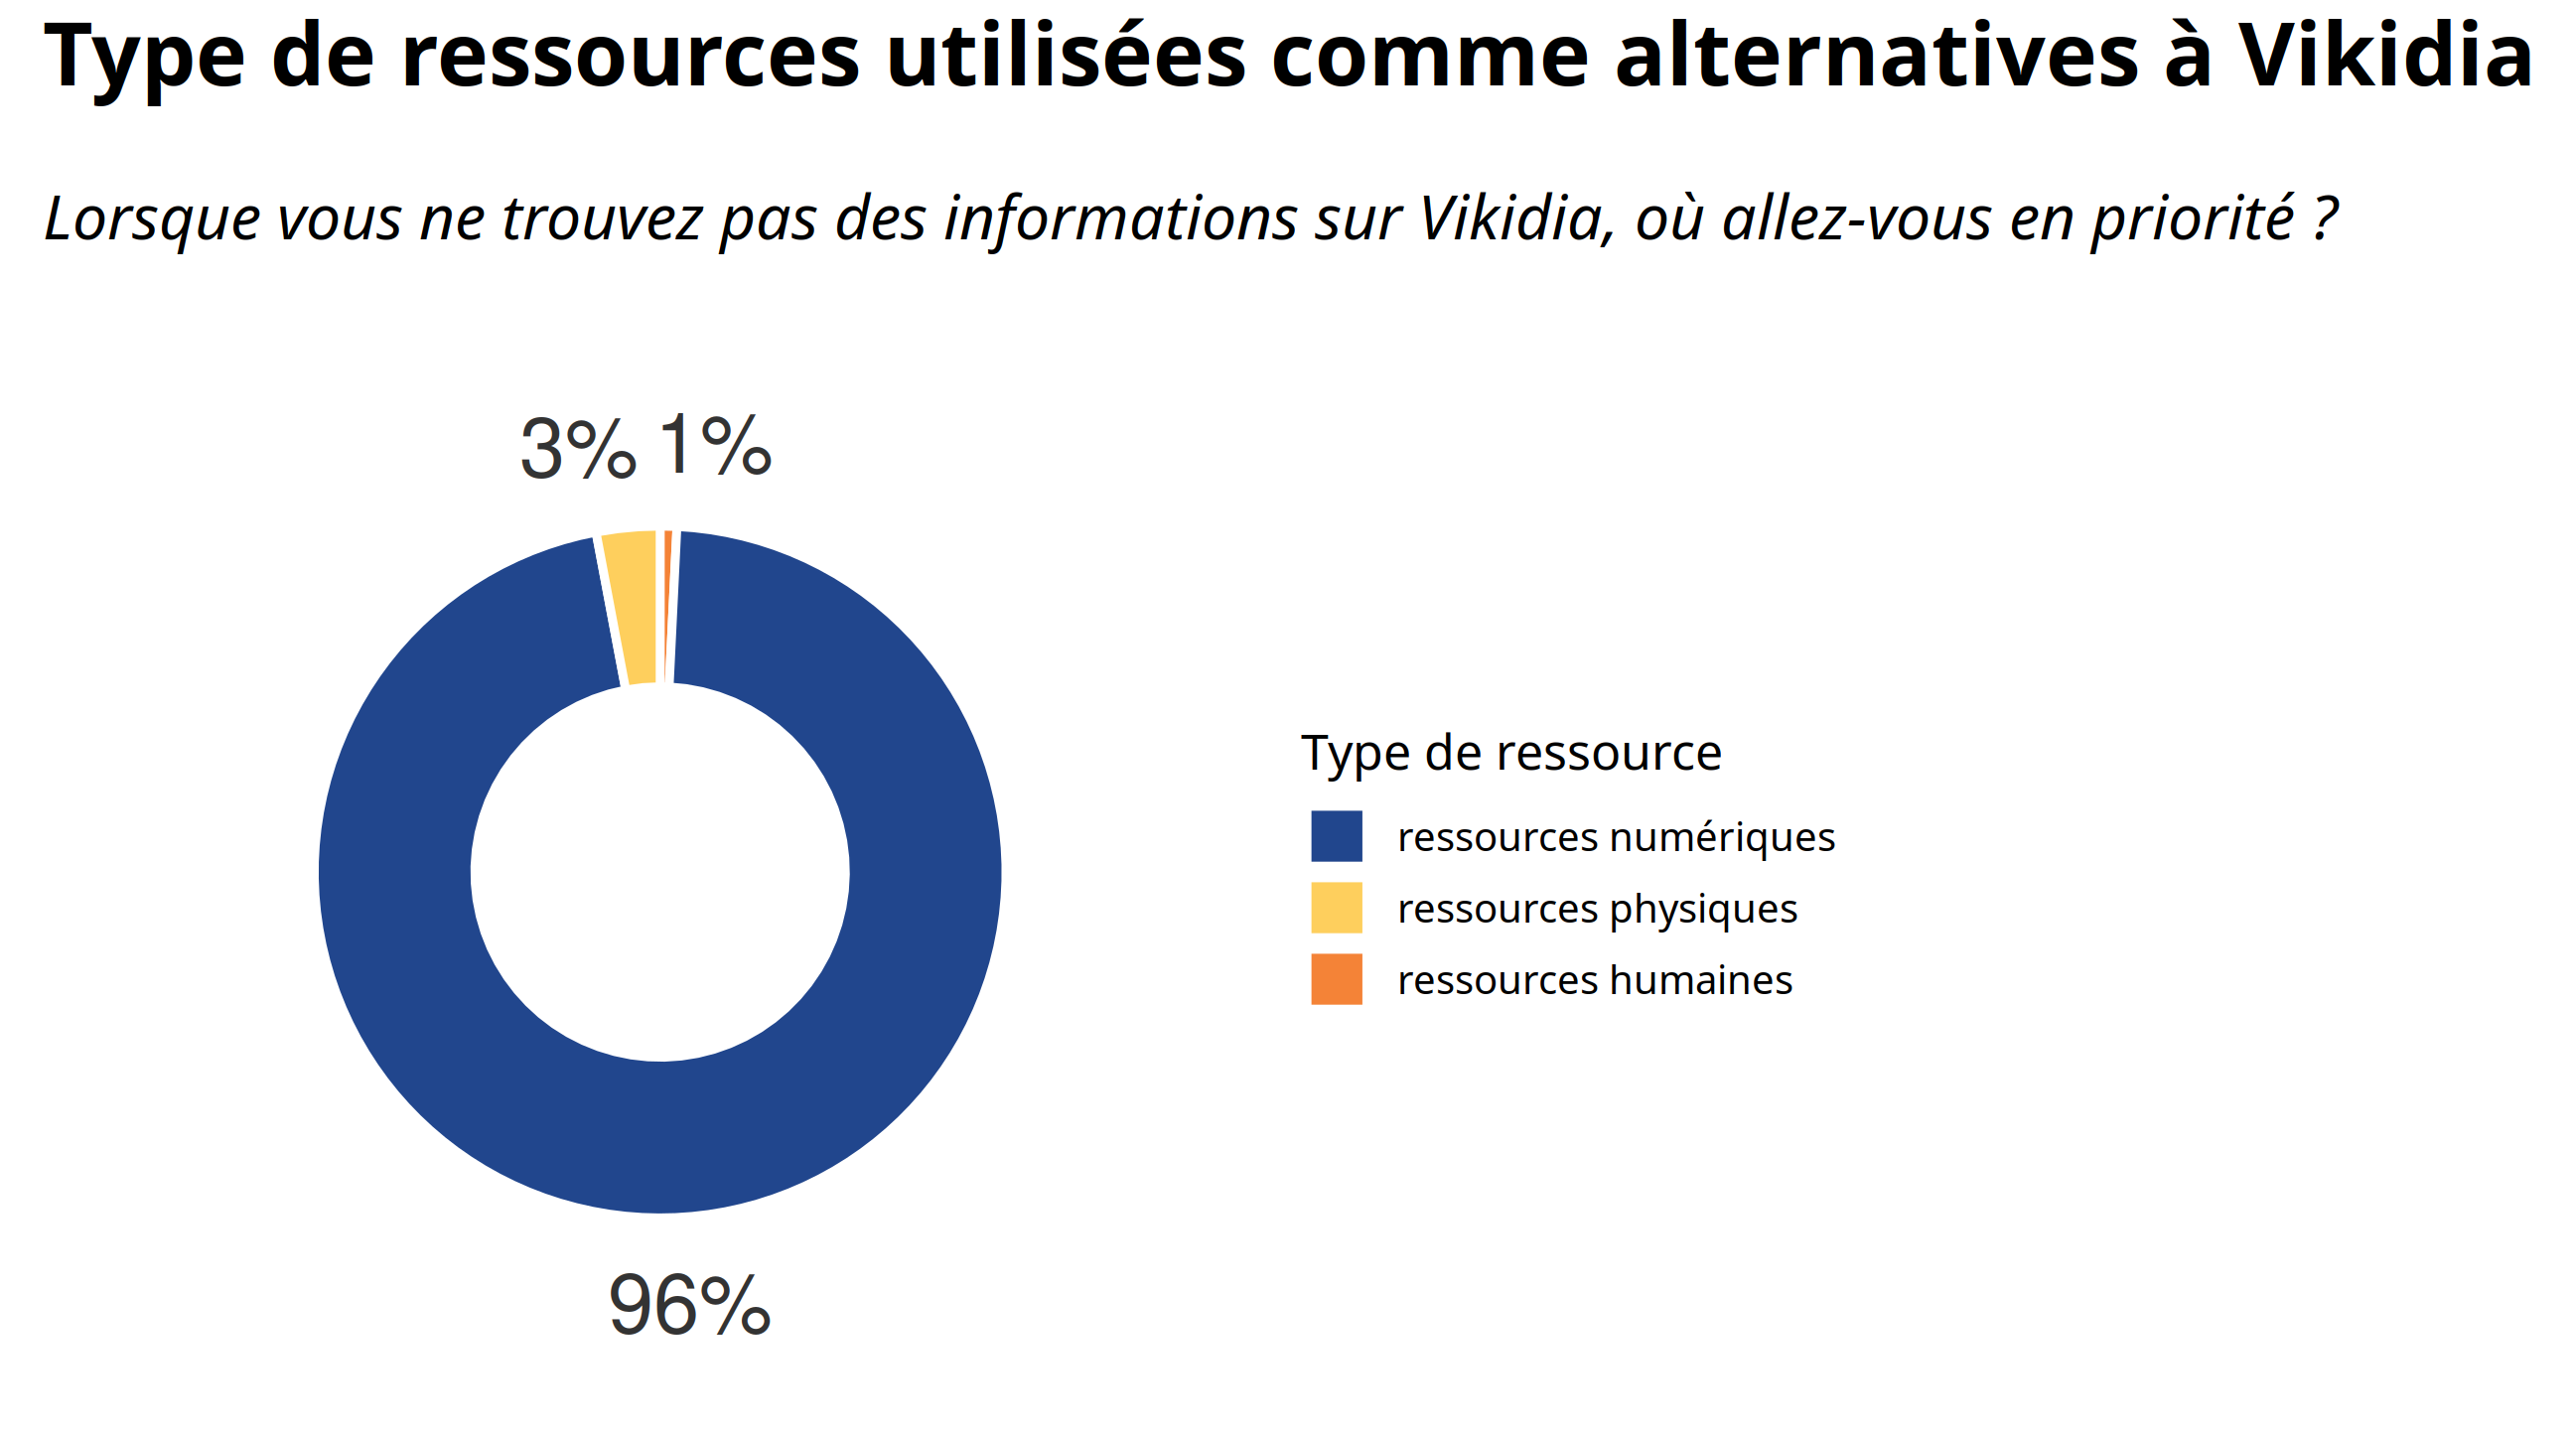 Type de ressources utilisées comme alternatives à Vikidia
Lorsque vous ne trouvez pas des informations sur Vikidia, où allez-vous en priorité ?
3% 1%
96%
Type de ressource
ressources numériques
ressources physiques
ressources humaines